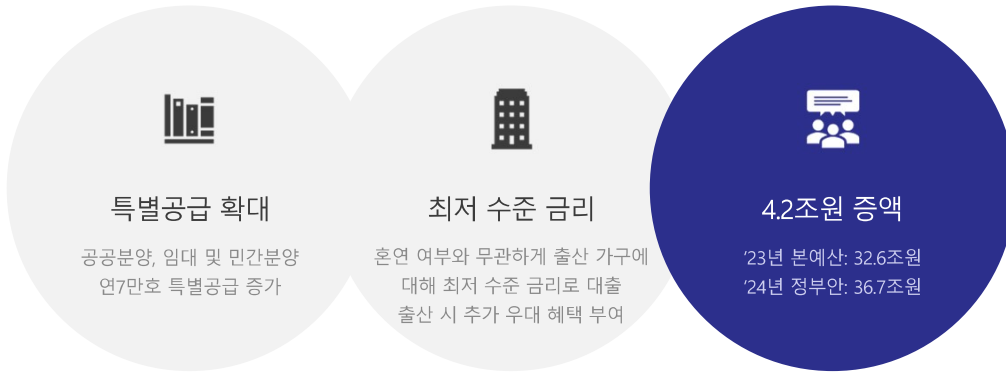 특별공급 확대
공공분양, 임대 및 민간분양
연7만호 특별공급 증가
최저 수준 금리
혼연 여부와 무관하게 출산 가구에
대해 최저 수준 금리로 대출
출산 시 추가 우대 혜택 부여
4.2조원 증액
'23년 본예산: 32.6조원
'24년 정부안: 36.7조원